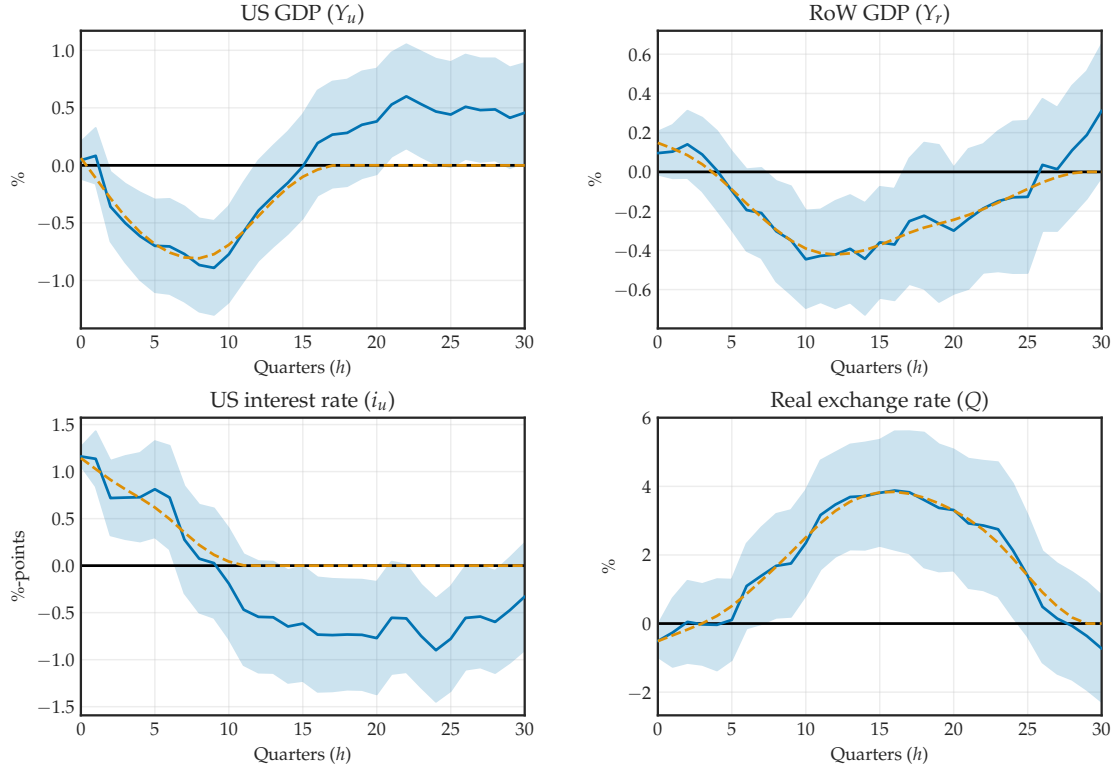 US GDP (Y_u)
1.0
0.5
0.0
−0.5
−1.0
%
0 5 10 15 20 25 30
Quarters (h)
RoW GDP (Y_r)
0.6
0.4
0.2
0.0
−0.2
−0.4
−0.6
%
0 5 10 15 20 25 30
Quarters (h)
US interest rate (i_u)
1.5
1.0
0.5
0.0
−0.5
−1.0
−1.5
%-points
0 5 10 15 20 25 30
Quarters (h)
Real exchange rate (Q)
6
4
2
0
−2
%
0 5 10 15 20 25 30
Quarters (h)